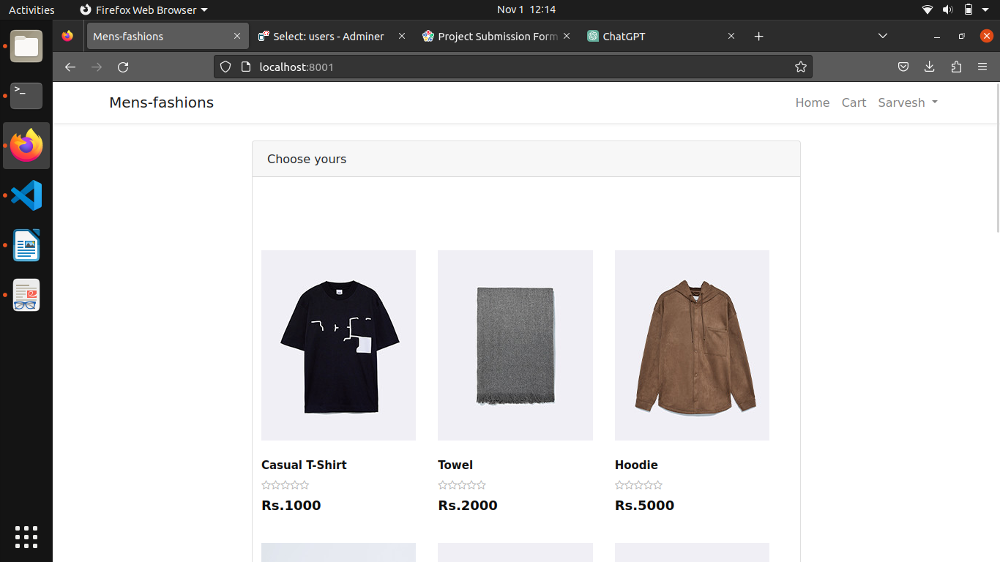 Activities Firefox Web Browser Nov 1 12:14
Mens-fashions Select: users - Adminer Project Submission Form ChatGPT
localhost:8001
Mens-fashions Home Cart Sarvesh
Choose yours
Casual T-Shirt Towel Hoodie
Rs.1000 Rs.2000 Rs.5000